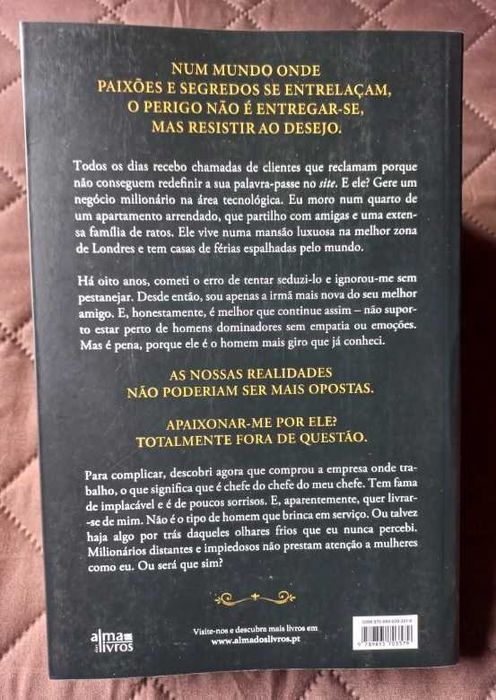 NUM MUNDO ONDE
PAIXÕES E SEGREDOS SE ENTRELAÇAM,
O PERIGO NÃO É ENTREGAR-SE,
MAS RESISTIR AO DESEJO.
Todos os dias recebo chamadas de clientes que reclamam porque
não conseguem redefinir a sua palavra-passe no site. E ele? Gere um
negócio milionário na área tecnológica. Eu moro num quarto de
um apartamento arrendado, que partilho com amigas e uma exten-
sa família de ratos. Ele vive numa mansão luxuosa na melhor zona
de Londres e tem casas de férias espalhadas pelo mundo.
Há oito anos, cometi o erro de tentar seduzi-lo e ignorou-me sem
pestanejar. Desde então, sou apenas a irmã mais nova do seu melhor
amigo. E, honestamente, é melhor que continue assim – não supor-
to estar perto de homens dominadores sem empatia ou emoções.
Mas é pena, porque ele é o homem mais giro que já conheci.
AS NOSSAS REALIDADES
NÃO PODERIAM SER MAIS OPOSTAS.
APAIXONAR-ME POR ELE?
TOTALMENTE FORA DE QUESTÃO.
Para complicar, descobri agora que comprou a empresa onde tra-
balho, o que significa que é chefe do chefe do meu chefe. Tem fama
de implacável e é de poucos sorrisos. E, aparentemente, quer livrar-
-se de mim. Não é o tipo de homem que brinca em serviço. Ou talvez
haja algo por trás daqueles olhares frios que eu nunca percebi.
Milionários distantes e impiedosos não prestam atenção a mulheres
como eu. Ou será que sim?
alma dos livros
Visite-nos e descubra mais livros em
www.almadoslivros.pt